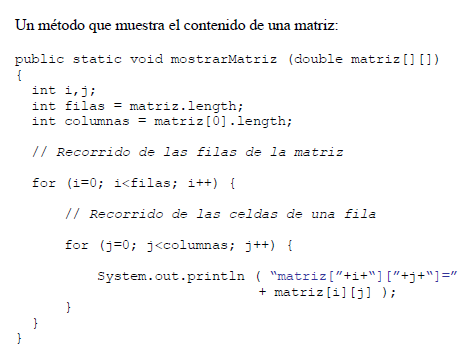 Un método que muestra el contenido de una matriz:
public static void mostrarMatriz (double matriz[][])
{
int i,j;
int filas = matriz.length;
int columnas = matriz[0].length;
// Recorrido de las filas de la matriz
for (i=0; i<filas; i++) {
// Recorrido de las celdas de una fila
for (j=0; j<columnas; j++) {
System.out.println ( “matriz[”+i+“][”+j+“]=”
+ matriz[i][j] );
}
}
}